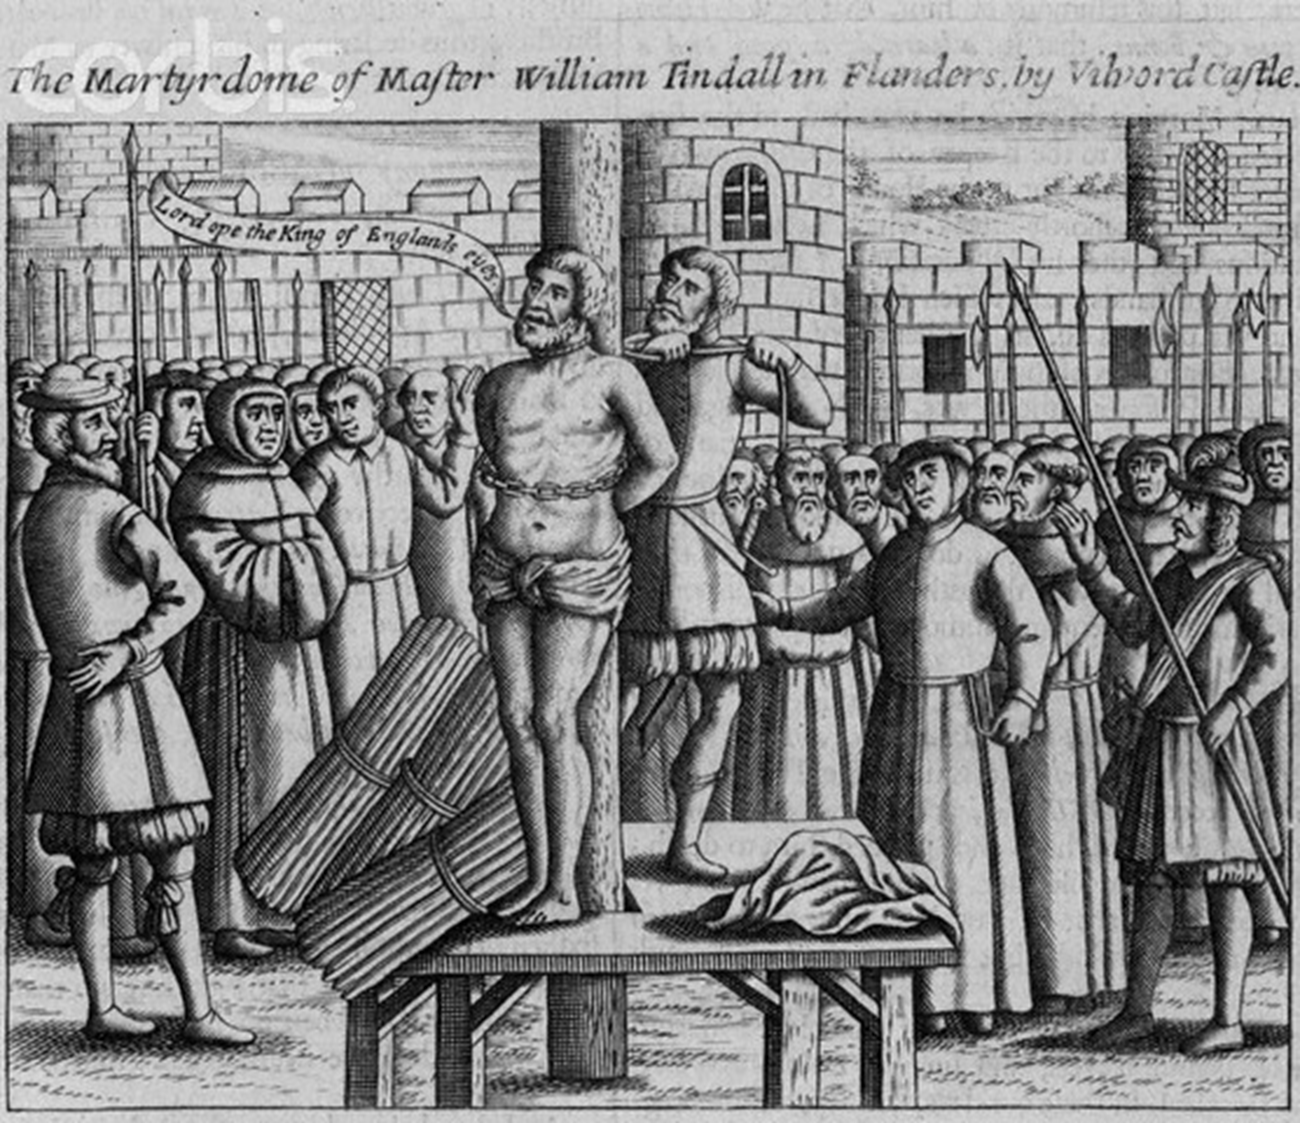 corbis
The Martyrdome of Master William Tindall in Flanders, by Vilvord Castle.
Lord ope the King of Englands eyes